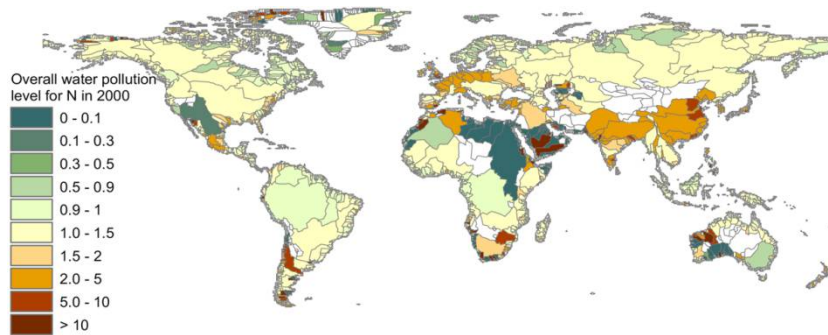 Overall water pollution
level for N in 2000
0 - 0.1
0.1 - 0.3
0.3 - 0.5
0.5 - 0.9
0.9 - 1
1.0 - 1.5
1.5 - 2
2.0 - 5
5.0 - 10
> 10